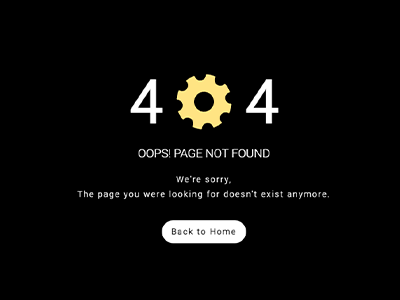 4 4
OOPS! PAGE NOT FOUND
We're sorry,
The page you were looking for doesn't exist anymore.
Back to Home